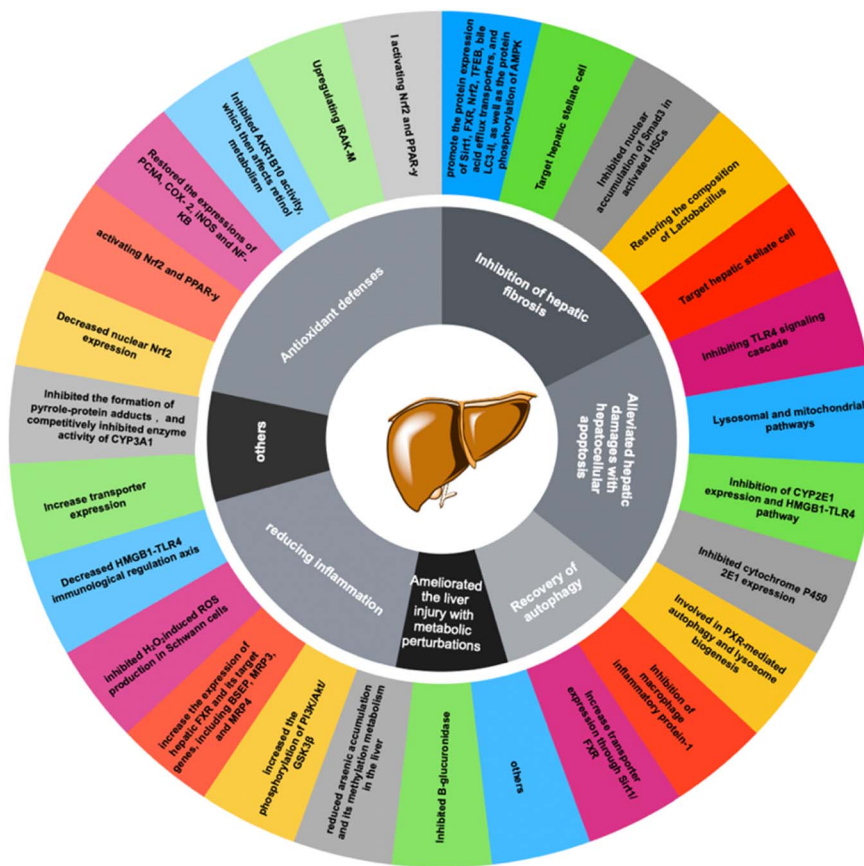 promote the protein expression
of Sirt1, FXR, Nrf2, TFEB, bile
acid efflux transporters, and
LC3-II, as well as the protein
phosphorylation of AMPK
Target hepatic stellate cell
Inhibited nuclear
accumulation of Smad3 in
activated HSCs
Restoring the composition
of Lactobacillus
Target hepatic stellate cell
inhibiting TLR4 signaling
cascade
Lysosomal and mitochondrial
pathways
Inhibition of CYP2E1
expression and HMGB1-TLR4
pathway
Inhibited cytochrome P450
2E1 expression
Involved in PXR-mediated
autophagy and lysosome
biogenesis
Inhibition of
macrophage
inflammatory protein-1
Increase transporter
expression through Sirt1/
FXR
others
Inhibited B-glucuronidase
reduced arsenic accumulation
and its methylation metabolism
in the liver
increased the
phosphorylation of PI3K/Akt/
GSK3β
increase the expression of
hepatic FXR and its target
genes, including BSEP, MRP3,
and MRP4
inhibited H₂O₂induced ROS
production in Schwann cells
Decreased HMGB1-TLR4
immunological regulation axis
Increase transporter
expression
Inhibited the formation of
pyrrole-protein adducts ，and
competitively inhibited enzyme
activity of CYP3A1
Decreased nuclear Nrf2
expression
activating Nrf2 and PPAR-y
Restored the expressions of
PCNA, COX- 2, iNOS and NF-
KB
Inhibited AKR1B10 activity,
which then affects retinol
metabolism
Upregulating IRAK-M
I activating Nrf2 and PPAR-y
Inhibition of hepatic
fibrosis
Alleviated hepatic
damages with
hepatocellular
apoptosis
Recovery of
autophagy
Ameliorated
the liver
injury with
metabolic
perturbations
reducing inflammation
others
Antioxidant defenses